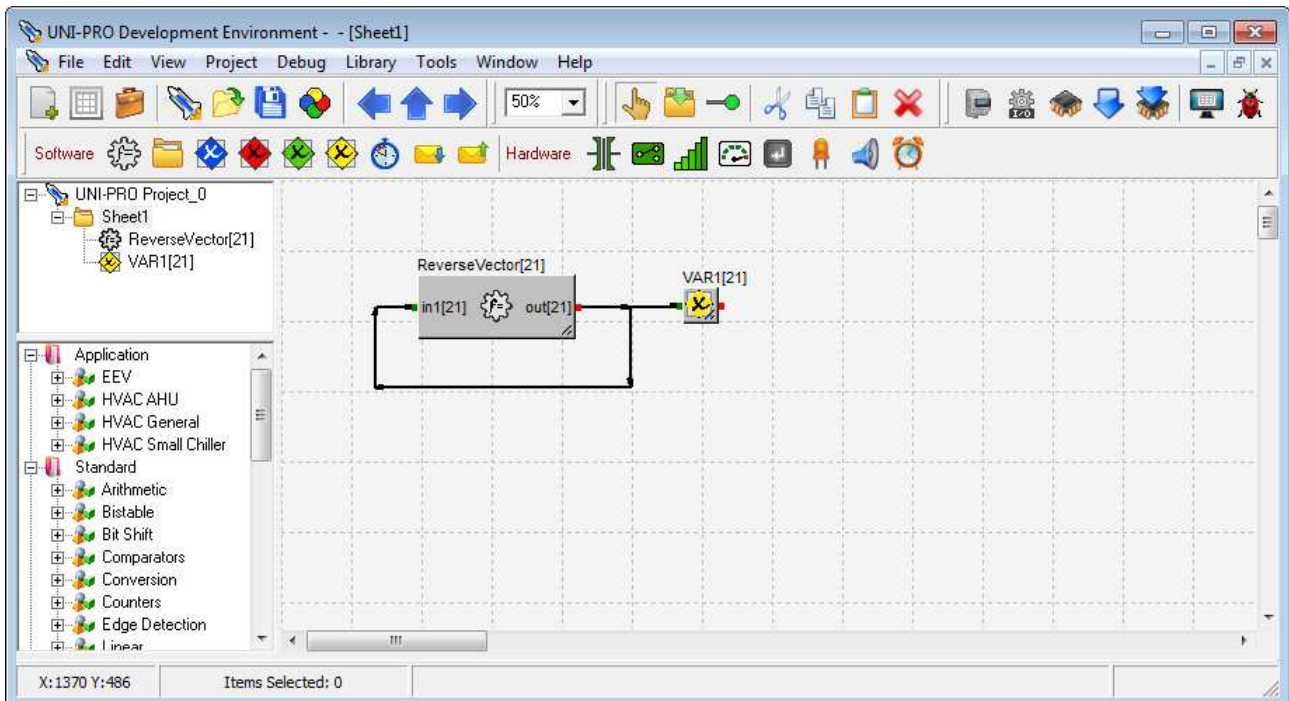 UNI-PRO Development Environment - - [Sheet1]
File Edit View Project Debug Library Tools Window Help
50%
Software Hardware
UNI-PRO Project_0
Sheet1
ReverseVector[21]
VAR1[21]
ReverseVector[21]
in1[21] f= out[21]
VAR1[21]
Application
EEV
HVAC AHU
HVAC General
HVAC Small Chiller
Standard
Arithmetic
Bistable
Bit Shift
Comparators
Conversion
Counters
Edge Detection
Linear
X:1370 Y:486 Items Selected: 0